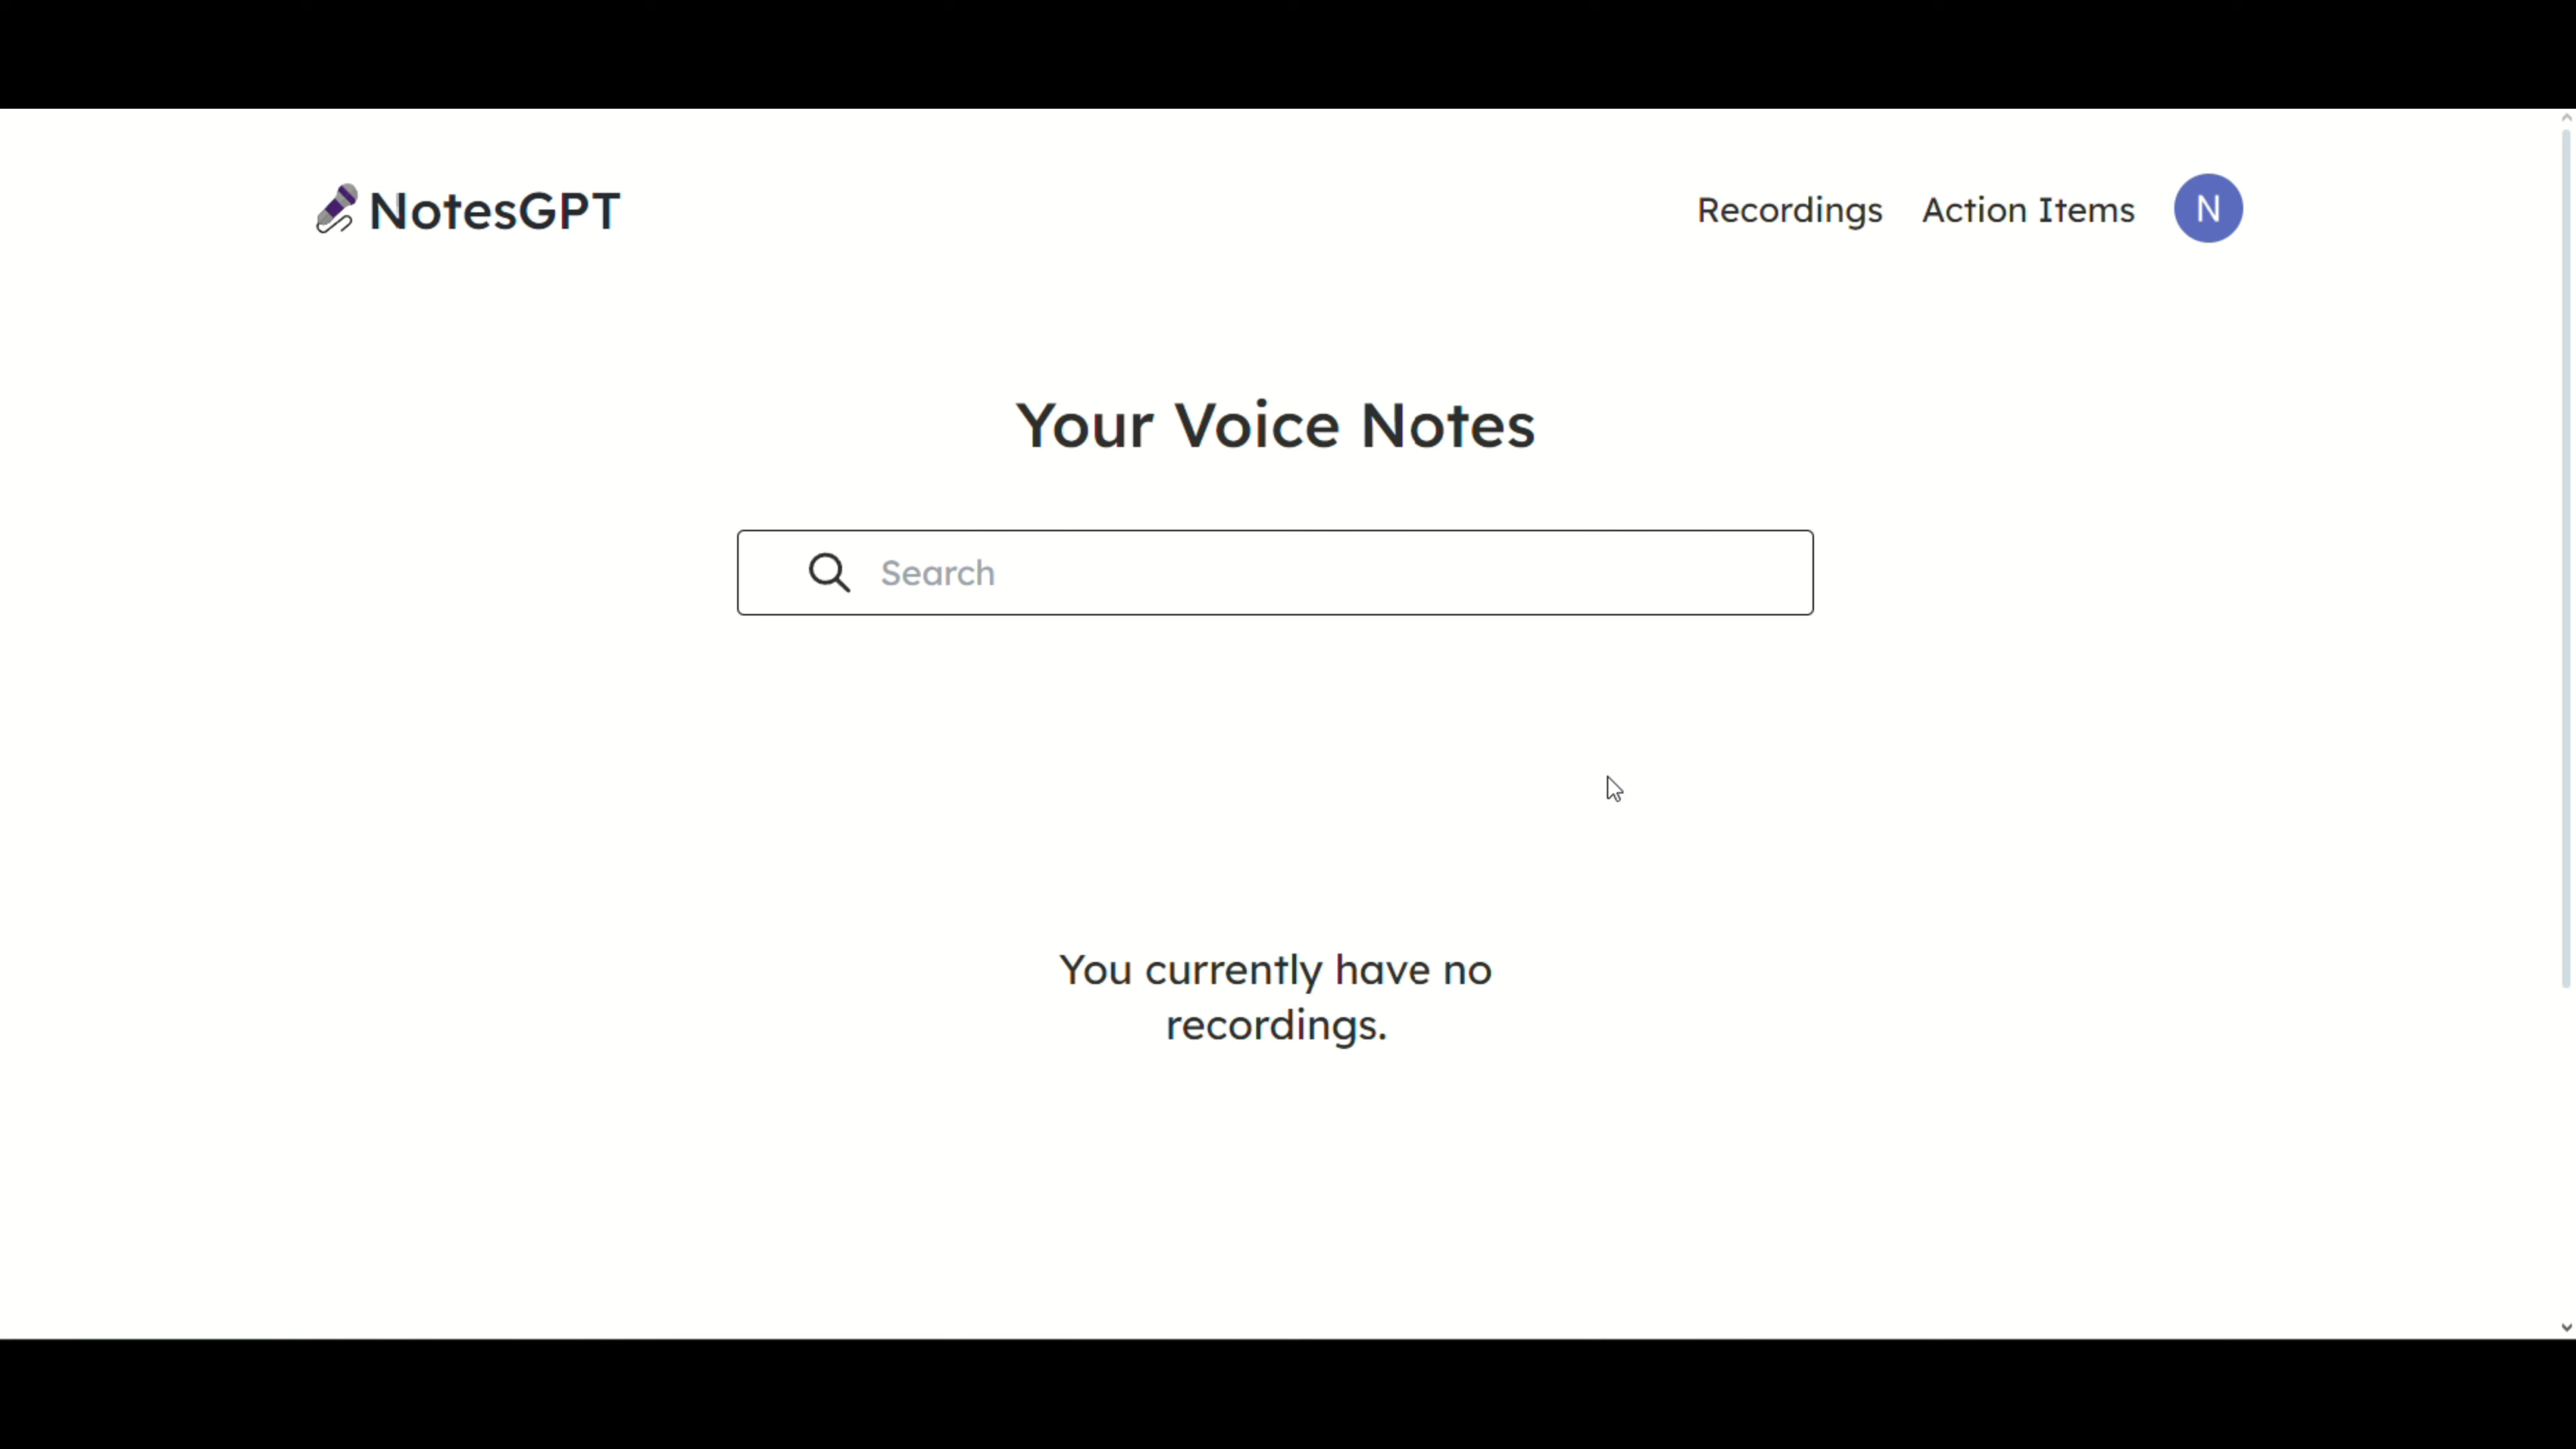 NotesGPT
Recordings Action Items N
Your Voice Notes
Search
You currently have no
recordings.